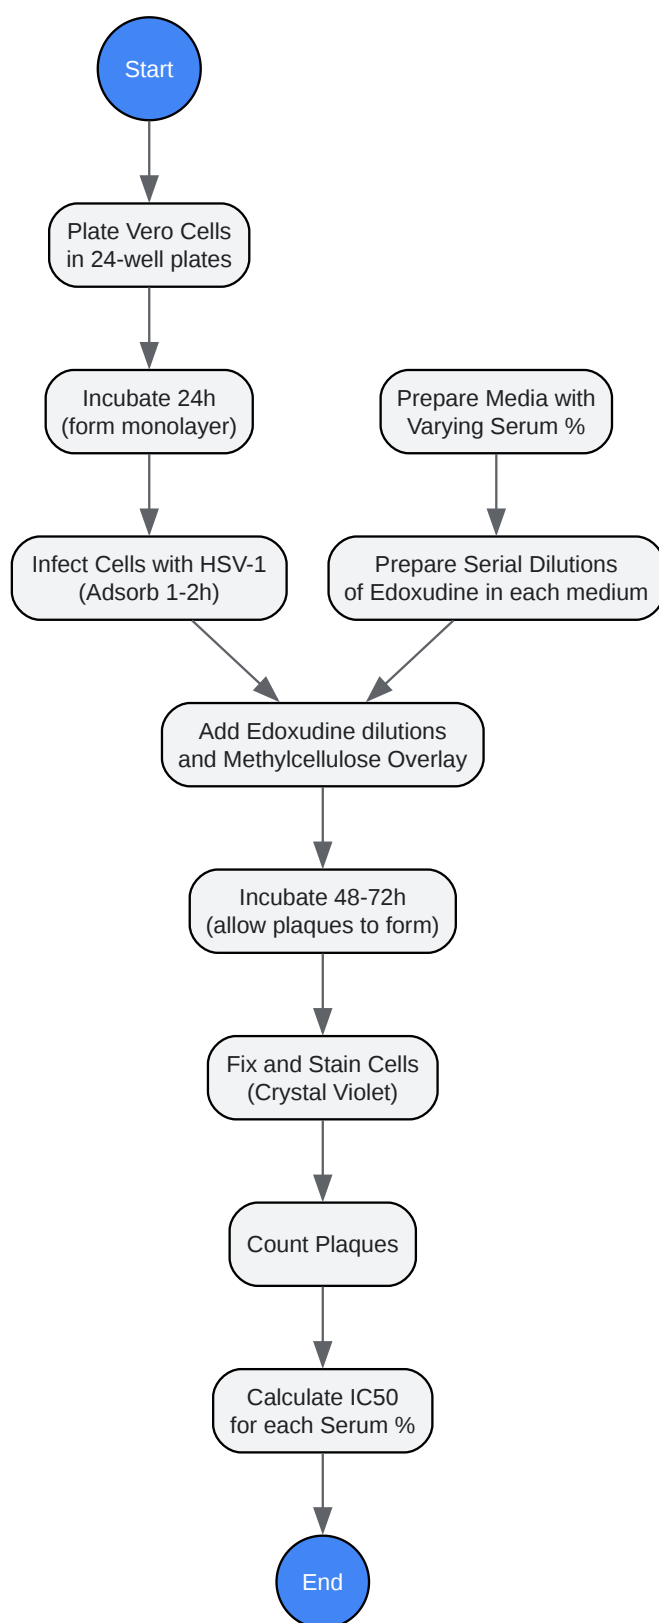 Start
Plate Vero Cells
in 24-well plates
Incubate 24h
(form monolayer)
Prepare Media with
Varying Serum %
Infect Cells with HSV-1
(Adsorb 1-2h)
Prepare Serial Dilutions
of Edoxudine in each medium
Add Edoxudine dilutions
and Methylcellulose Overlay
Incubate 48-72h
(allow plaques to form)
Fix and Stain Cells
(Crystal Violet)
Count Plaques
Calculate IC50
for each Serum %
End